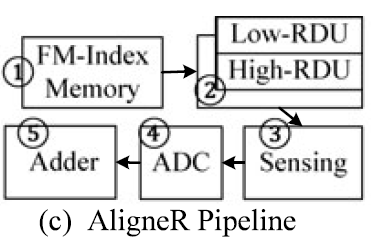 ① FM-Index
Memory
Low-RDU
High-RDU
②
③
Sensing
④
ADC
⑤
Adder
(c) AligneR Pipeline